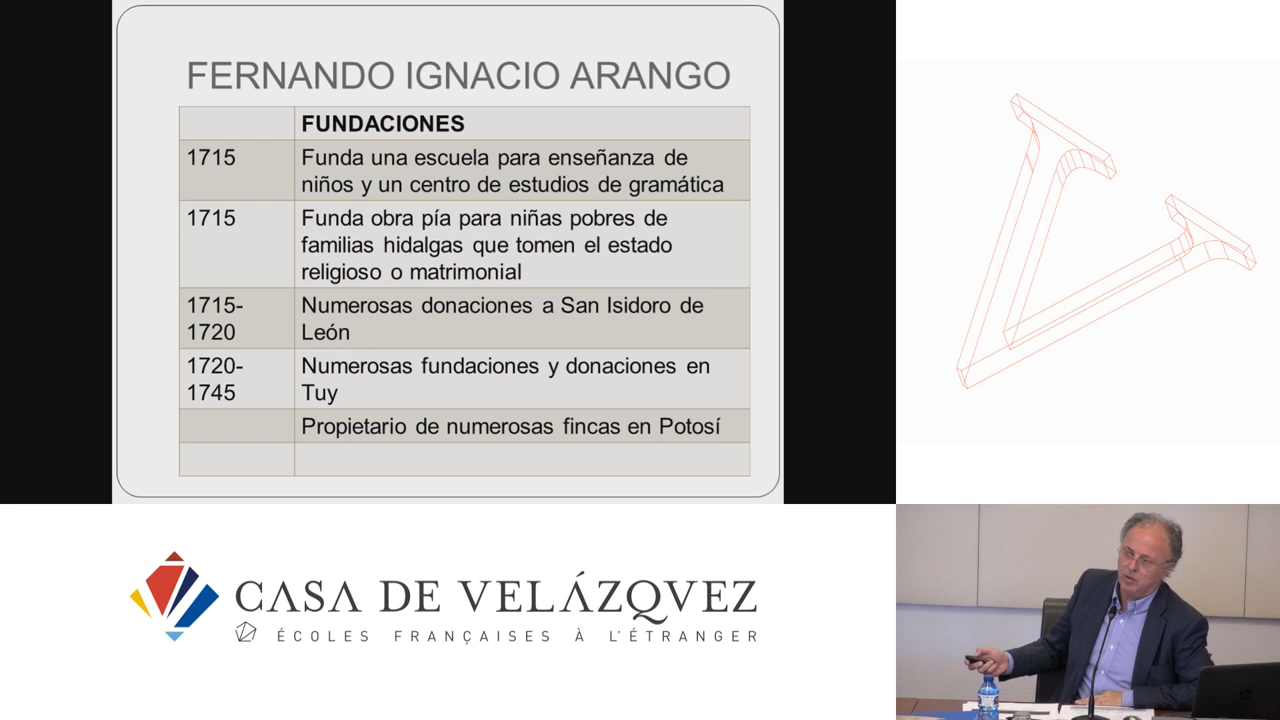 FERNANDO IGNACIO ARANGO
FUNDACIONES
1715
Funda una escuela para enseñanza de
niños y un centro de estudios de gramática
1715
Funda obra pía para niñas pobres de
familias hidalgas que tomen el estado
religioso o matrimonial
1715-
1720
Numerosas donaciones a San Isidoro de
León
1720-
1745
Numerosas fundaciones y donaciones en
Tuy
Propietario de numerosas fincas en Potosí
CASA DE VELÁZQVEZ
ÉCOLES FRANÇAISES À L'ÉTRANGER